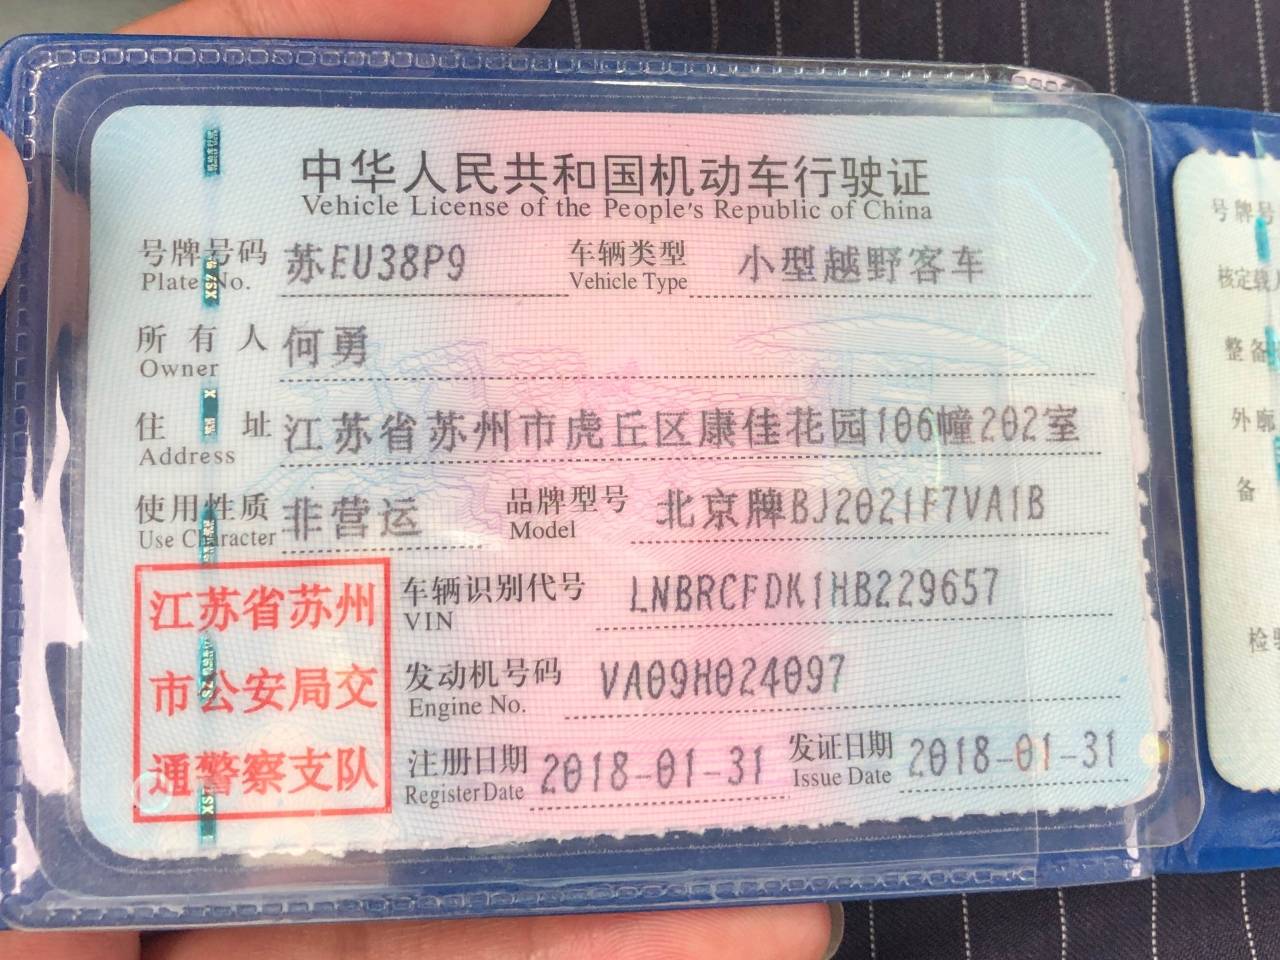 中华人民共和国机动车行驶证
Vehicle License of the People's Republic of China
号牌号码 苏EU38P9 车辆类型 小型越野客车
Plate No. Vehicle Type
所有人 何勇
Owner
住址 江苏省苏州市虎丘区康佳花园106幢202室
Address
使用性质 非营运 品牌型号 北京牌BJ2021F7VA1B
Use Character Model
江苏省苏州
市公安局交
通警察支队
车辆识别代号 LNBRCFDK1HB229657
VIN
发动机号码 VA09H024097
Engine No.
注册日期 2018-01-31 发证日期 2018-01-31
Register Date Issue Date
号牌号
核定载
整备
外廓
备
检验